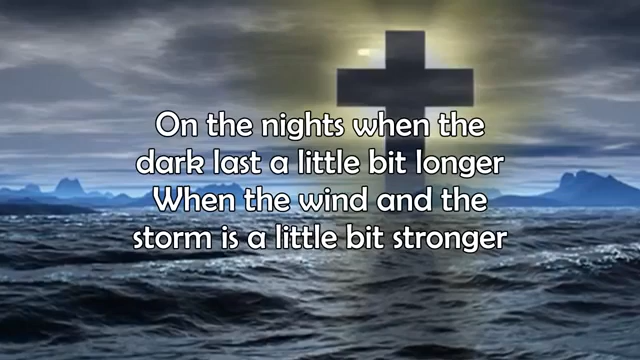 On the nights when the
dark last a little bit longer
When the wind and the
storm is a little bit stronger